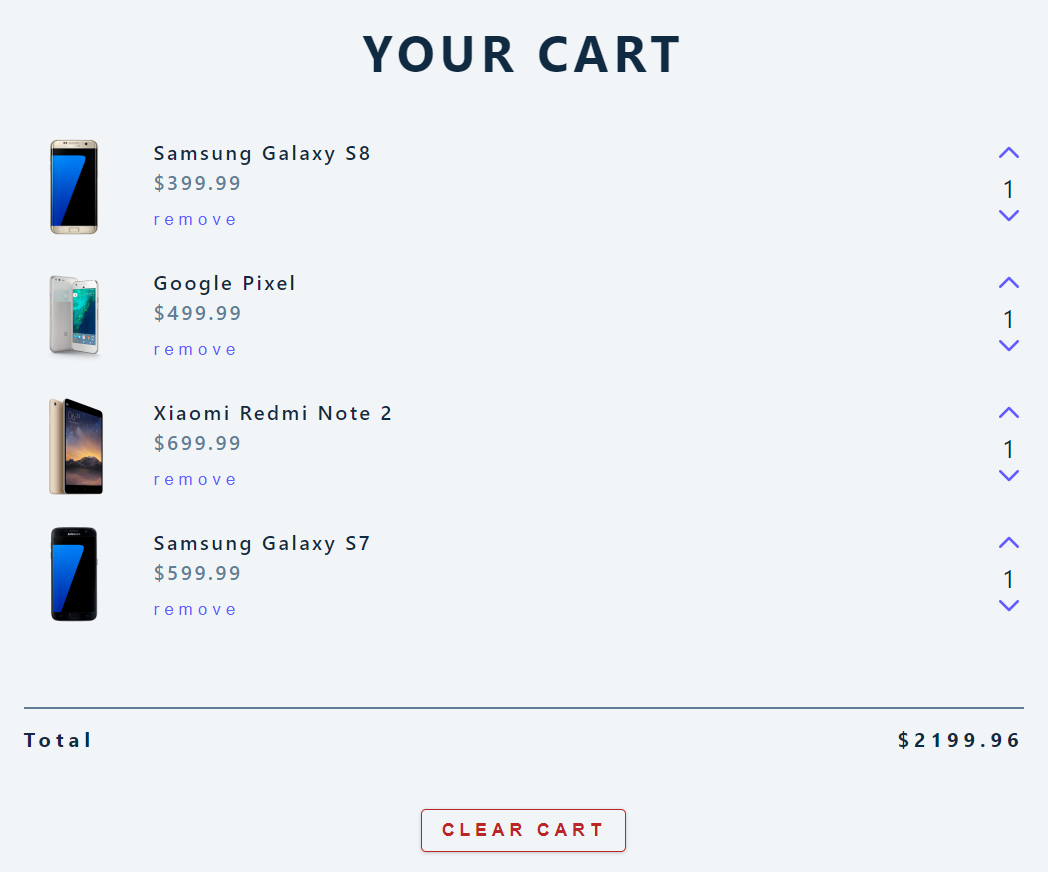 YOUR CART
Samsung Galaxy S8
$399.99
remove
1
Google Pixel
$499.99
remove
1
Xiaomi Redmi Note 2
$699.99
remove
1
Samsung Galaxy S7
$599.99
remove
1
Total $2199.96
CLEAR CART